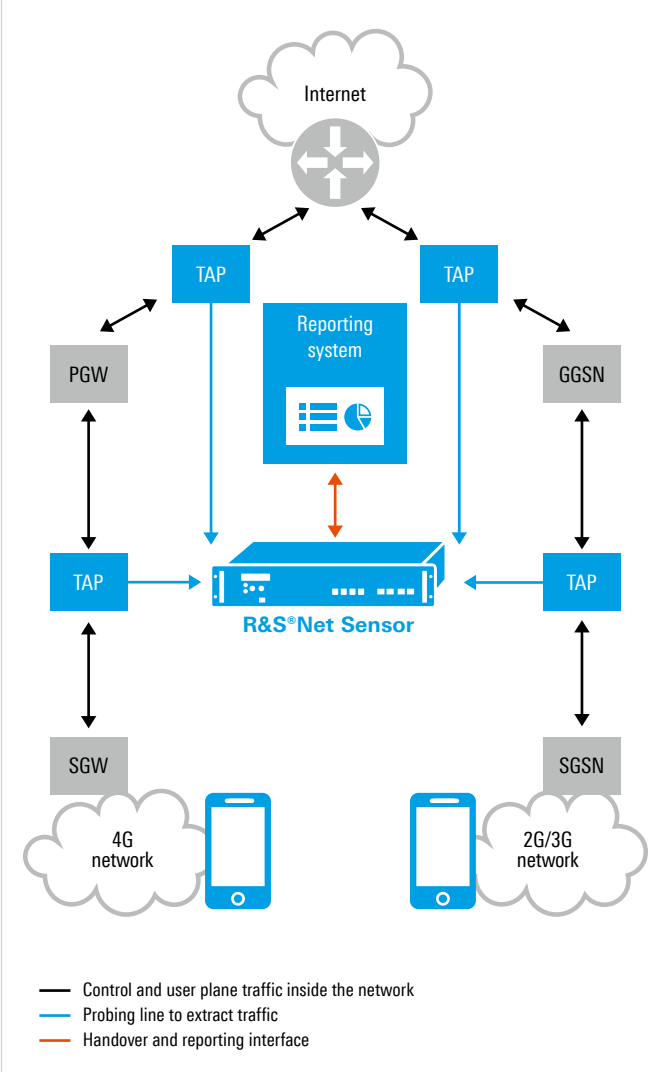 Internet
TAP
TAP
Reporting
system
PGW
GGSN
TAP
TAP
R&S®Net Sensor
SGW
SGSN
4G
network
2G/3G
network
Control and user plane traffic inside the network
Probing line to extract traffic
Handover and reporting interface